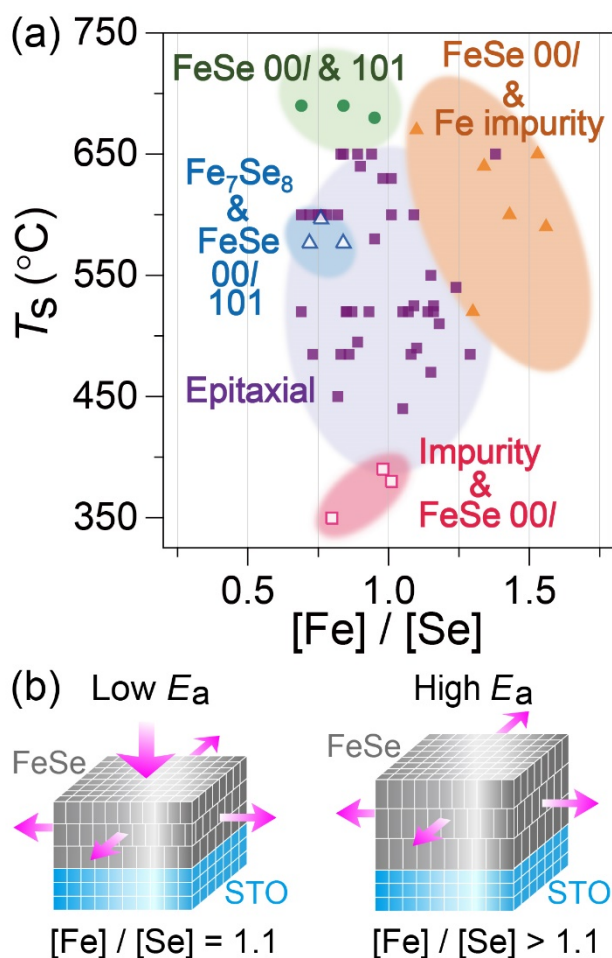 (a)
750
650
550
450
350
Ts (°C)
FeSe 00l & 101
FeSe 00l
&
Fe impurity
Fe₇Se₈
&
FeSe
00l
101
Epitaxial
Impurity
&
FeSe 00l
0.5 1.0 1.5
[Fe] / [Se]
(b) Low Ea High Ea
FeSe FeSe
STO STO
[Fe] / [Se] = 1.1 [Fe] / [Se] > 1.1